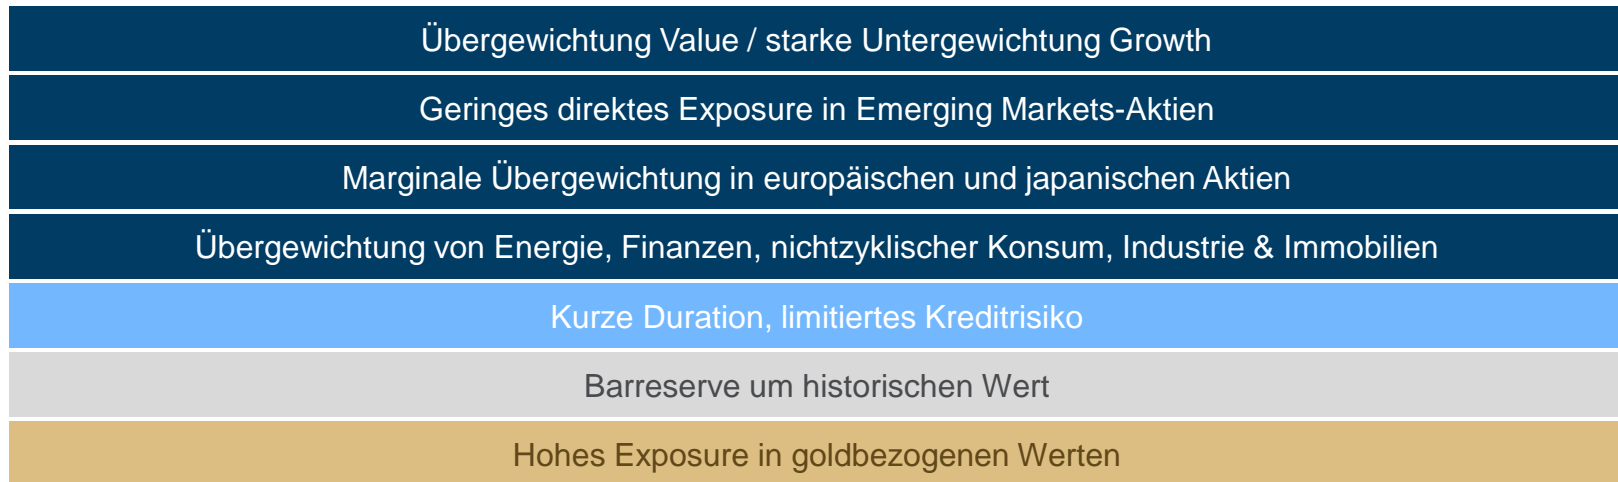 Übergewichtung Value / starke Untergewichtung Growth
Geringes direktes Exposure in Emerging Markets-Aktien
Marginale Übergewichtung in europäischen und japanischen Aktien
Übergewichtung von Energie, Finanzen, nichtzyklischer Konsum, Industrie & Immobilien
Kurze Duration, limitiertes Kreditrisiko
Barreserve um historischen Wert
Hohes Exposure in goldbezogenen Werten